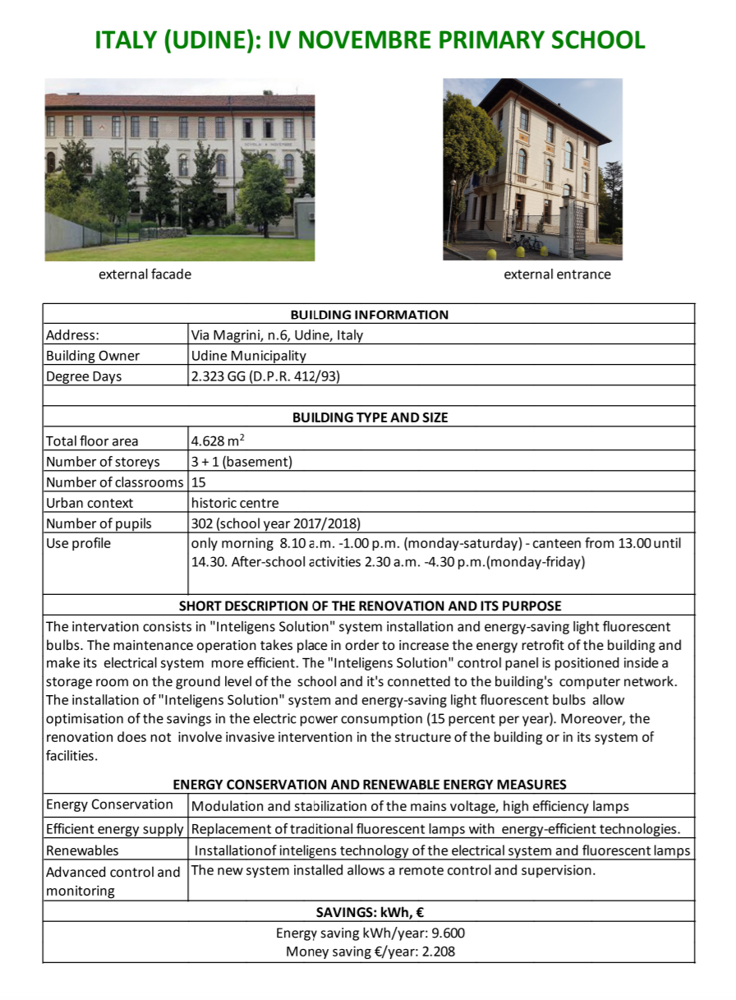 ITALY (UDINE): IV NOVEMBRE PRIMARY SCHOOL
SCUOLA 4 NOVEMBRE
external facade
external entrance
BUILDING INFORMATION
Address: Via Magrini, n.6, Udine, Italy
Building Owner Udine Municipality
Degree Days 2.323 GG (D.P.R. 412/93)
BUILDING TYPE AND SIZE
Total floor area 4.628 m²
Number of storeys 3 + 1 (basement)
Number of classrooms 15
Urban context historic centre
Number of pupils 302 (school year 2017/2018)
Use profile only morning 8.10 a.m. -1.00 p.m. (monday-saturday) - canteen from 13.00 until
14.30. After-school activities 2.30 a.m. -4.30 p.m.(monday-friday)
SHORT DESCRIPTION OF THE RENOVATION AND ITS PURPOSE
The intervation consists in "Inteligens Solution" system installation and energy-saving light fluorescent
bulbs. The maintenance operation takes place in order to increase the energy retrofit of the building and
make its electrical system more efficient. The "Inteligens Solution" control panel is positioned inside a
storage room on the ground level of the school and it's connetted to the building's computer network.
The installation of "Inteligens Solution" system and energy-saving light fluorescent bulbs allow
optimisation of the savings in the electric power consumption (15 percent per year). Moreover, the
renovation does not involve invasive intervention in the structure of the building or in its system of
facilities.
ENERGY CONSERVATION AND RENEWABLE ENERGY MEASURES
Energy Conservation Modulation and stabilization of the mains voltage, high efficiency lamps
Efficient energy supply Replacement of traditional fluorescent lamps with energy-efficient technologies.
Renewables Installationof inteligens technology of the electrical system and fluorescent lamps
Advanced control and The new system installed allows a remote control and supervision.
monitoring
SAVINGS: kWh, €
Energy saving kWh/year: 9.600
Money saving €/year: 2.208